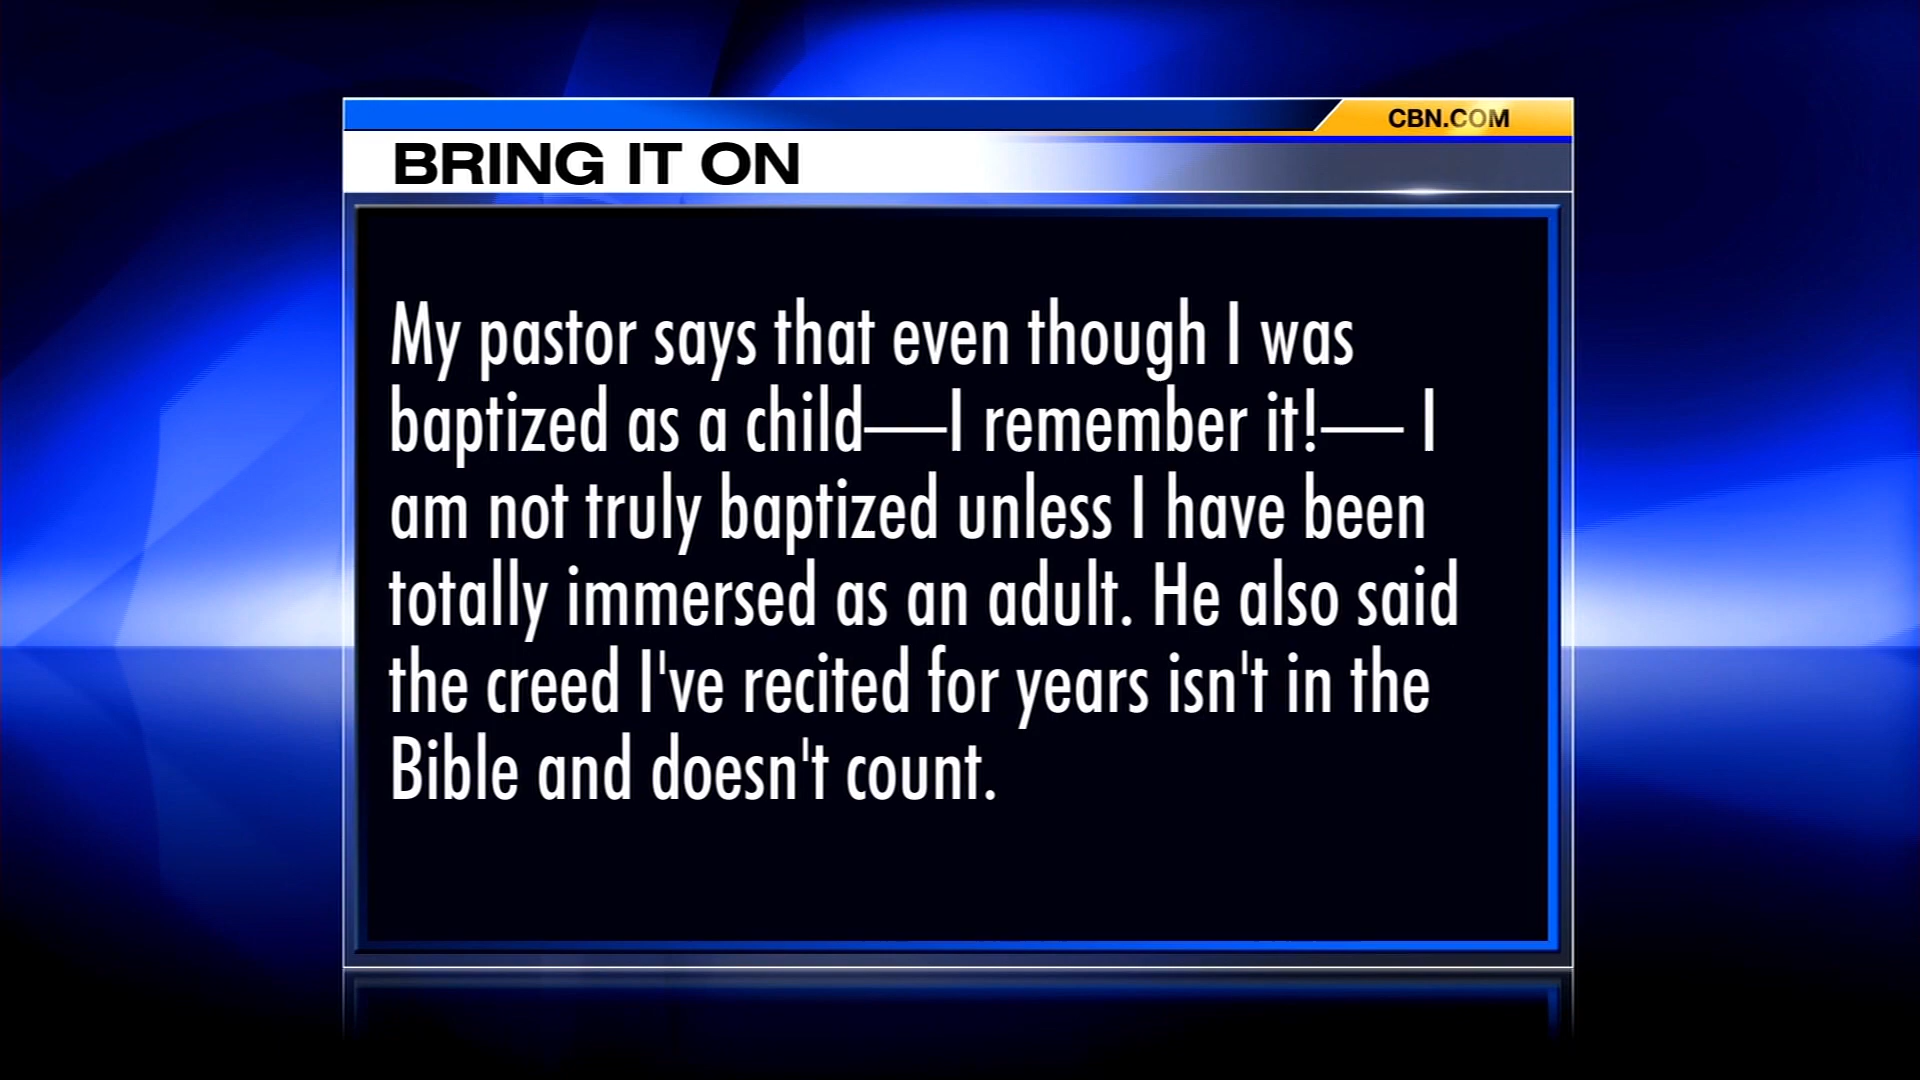 CBN.COM
BRING IT ON
My pastor says that even though I was
baptized as a child—I remember it!— I
am not truly baptized unless I have been
totally immersed as an adult. He also said
the creed I've recited for years isn't in the
Bible and doesn't count.